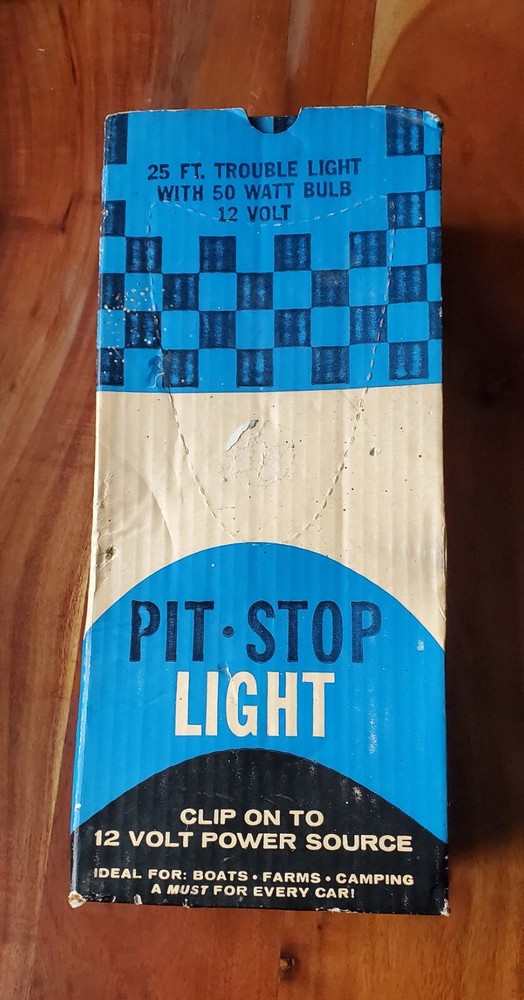 25 FT. TROUBLE LIGHT
WITH 50 WATT BULB
12 VOLT
PIT·STOP
LIGHT
CLIP ON TO
12 VOLT POWER SOURCE
IDEAL FOR: BOATS • FARMS • CAMPING
A MUST FOR EVERY CAR!